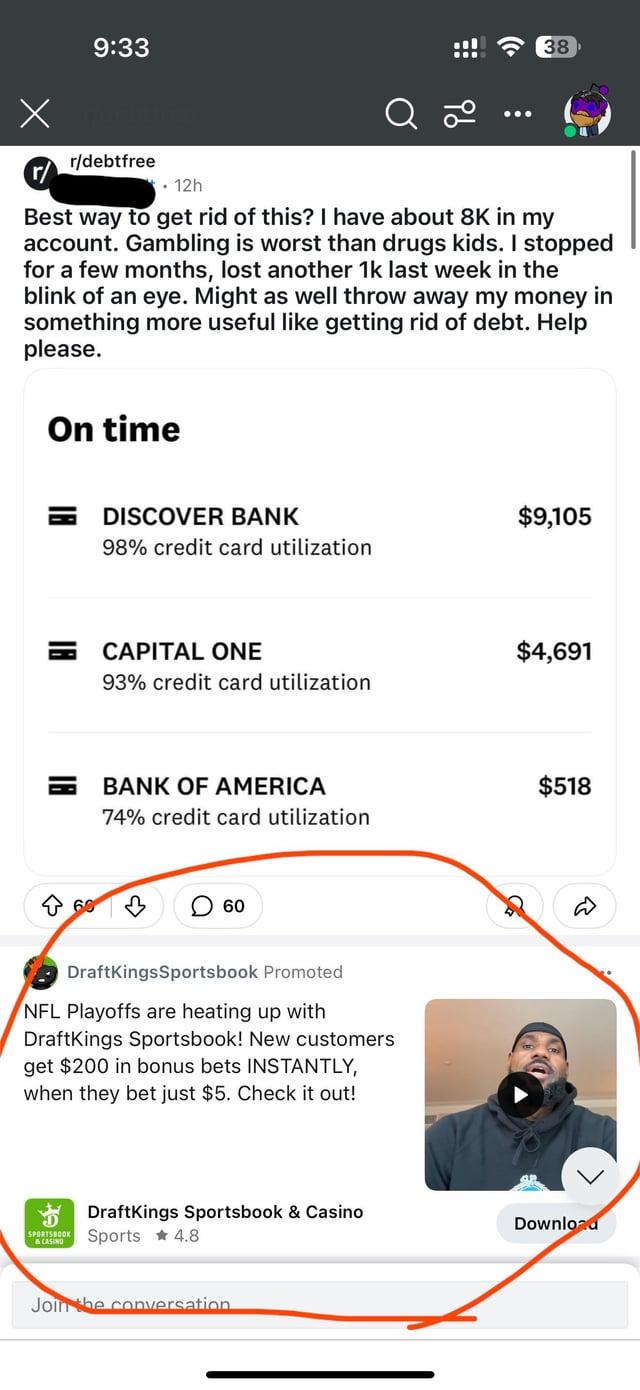 9:33
38
r/
r/debtfree
• 12h
Best way to get rid of this? I have about 8K in my
account. Gambling is worst than drugs kids. I stopped
for a few months, lost another 1k last week in the
blink of an eye. Might as well throw away my money in
something more useful like getting rid of debt. Help
please.
On time
DISCOVER BANK $9,105
98% credit card utilization
CAPITAL ONE $4,691
93% credit card utilization
BANK OF AMERICA $518
74% credit card utilization
60
DraftKingsSportsbook Promoted
NFL Playoffs are heating up with
DraftKings Sportsbook! New customers
get $200 in bonus bets INSTANTLY,
when they bet just $5. Check it out!
DraftKings Sportsbook & Casino
Sports ★ 4.8
SPORTSBOOK
& CASINO
Download
Join the conversation